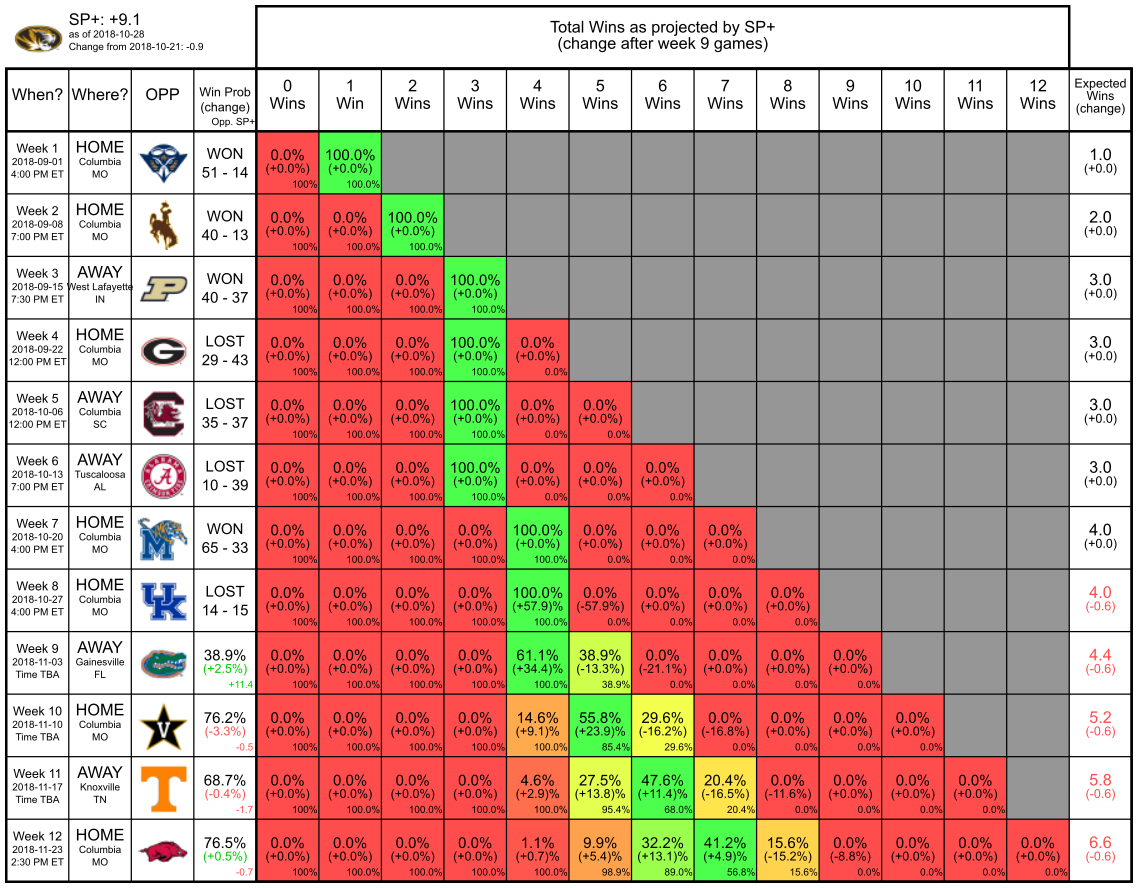 SP+: +9.1
as of 2018-10-28
Change from 2018-10-21: -0.9
Total Wins as projected by SP+
(change after week 9 games)
When? Where? OPP Win Prob (change) Opp. SP+ 0 Wins 1 Win 2 Wins 3 Wins 4 Wins 5 Wins 6 Wins 7 Wins 8 Wins 9 Wins 10 Wins 11 Wins 12 Wins Expected Wins (change)
Week 1 HOME WON 0.0% 100.0% 1.0
2018-09-01 Columbia 51 - 14 (+0.0%) (+0.0%) (+0.0)
4:00 PM ET MO 100% 100.0%
Week 2 HOME WON 0.0% 0.0% 100.0% 2.0
2018-09-08 Columbia 40 - 13 (+0.0%) (+0.0%) (+0.0%) (+0.0)
7:00 PM ET MO 100% 100.0% 100.0%
Week 3 AWAY WON 0.0% 0.0% 0.0% 100.0% 3.0
2018-09-15 West Lafayette 40 - 37 (+0.0%) (+0.0%) (+0.0%) (+0.0%) (+0.0)
7:30 PM ET IN P 100% 100.0% 100.0% 100.0%
Week 4 HOME G LOST 0.0% 0.0% 0.0% 100.0% 0.0% 3.0
2018-09-22 Columbia 29 - 43 (+0.0%) (+0.0%) (+0.0%) (+0.0%) (+0.0%) (+0.0)
12:00 PM ET MO 100% 100.0% 100.0% 100.0% 0.0%
Week 5 AWAY C LOST 0.0% 0.0% 0.0% 100.0% 0.0% 0.0% 3.0
2018-10-06 Columbia 35 - 37 (+0.0%) (+0.0%) (+0.0%) (+0.0%) (+0.0%) (+0.0%) (+0.0)
12:00 PM ET SC 100% 100.0% 100.0% 100.0% 0.0% 0.0%
Week 6 AWAY ALABAMA A CRIMSON TIDE LOST 0.0% 0.0% 0.0% 100.0% 0.0% 0.0% 0.0% 3.0
2018-10-13 Tuscaloosa 10 - 39 (+0.0%) (+0.0%) (+0.0%) (+0.0%) (+0.0%) (+0.0%) (+0.0%) (+0.0)
7:00 PM ET AL 100% 100.0% 100.0% 100.0% 0.0% 0.0% 0.0%
Week 7 HOME M WON 0.0% 0.0% 0.0% 0.0% 100.0% 0.0% 0.0% 0.0% 4.0
2018-10-20 Columbia 65 - 33 (+0.0%) (+0.0%) (+0.0%) (+0.0%) (+0.0%) (+0.0%) (+0.0%) (+0.0%) (+0.0)
4:00 PM ET MO 100% 100.0% 100.0% 100.0% 100.0% 0.0% 0.0% 0.0%
Week 8 HOME UK LOST 0.0% 0.0% 0.0% 0.0% 100.0% 0.0% 0.0% 0.0% 0.0% 4.0
2018-10-27 Columbia 14 - 15 (+0.0%) (+0.0%) (+0.0%) (+0.0%) (+57.9)% (-57.9%) (+0.0%) (+0.0%) (+0.0%) (-0.6)
4:00 PM ET MO 100% 100.0% 100.0% 100.0% 100.0% 0.0% 0.0% 0.0% 0.0%
Week 9 AWAY 38.9% 0.0% 0.0% 0.0% 0.0% 61.1% 38.9% 0.0% 0.0% 0.0% 0.0% 4.4
2018-11-03 Gainesville (+2.5%) (+0.0%) (+0.0%) (+0.0%) (+0.0%) (+34.4)% (-13.3%) (-21.1%) (+0.0%) (+0.0%) (+0.0%) (-0.6)
Time TBA FL +11.4 100% 100.0% 100.0% 100.0% 100.0% 38.9% 0.0% 0.0% 0.0% 0.0%
Week 10 HOME V 76.2% 0.0% 0.0% 0.0% 0.0% 14.6% 55.8% 29.6% 0.0% 0.0% 0.0% 0.0% 5.2
2018-11-10 Columbia (-3.3%) (+0.0%) (+0.0%) (+0.0%) (+0.0%) (+9.1)% (+23.9)% (-16.2%) (-16.8%) (+0.0%) (+0.0%) (+0.0%) (-0.6)
Time TBA MO -0.5 100% 100.0% 100.0% 100.0% 100.0% 85.4% 29.6% 0.0% 0.0% 0.0% 0.0%
Week 11 AWAY T 68.7% 0.0% 0.0% 0.0% 0.0% 4.6% 27.5% 47.6% 20.4% 0.0% 0.0% 0.0% 0.0% 5.8
2018-11-17 Knoxville (-0.4%) (+0.0%) (+0.0%) (+0.0%) (+0.0%) (+2.9)% (+13.8)% (+11.4)% (-16.5%) (-11.6%) (+0.0%) (+0.0%) (+0.0%) (-0.6)
Time TBA TN -1.7 100% 100.0% 100.0% 100.0% 100.0% 95.4% 68.0% 20.4% 0.0% 0.0% 0.0% 0.0%
Week 12 HOME 76.5% 0.0% 0.0% 0.0% 0.0% 1.1% 9.9% 32.2% 41.2% 15.6% 0.0% 0.0% 0.0% 0.0% 6.6
2018-11-23 Columbia (+0.5%) (+0.0%) (+0.0%) (+0.0%) (+0.0%) (+0.7)% (+5.4)% (+13.1)% (+4.9)% (-15.2%) (-8.8%) (+0.0%) (+0.0%) (+0.0%) (-0.6)
2:30 PM ET MO -0.7 100% 100.0% 100.0% 100.0% 100.0% 98.9% 89.0% 56.8% 15.6% 0.0% 0.0% 0.0% 0.0%